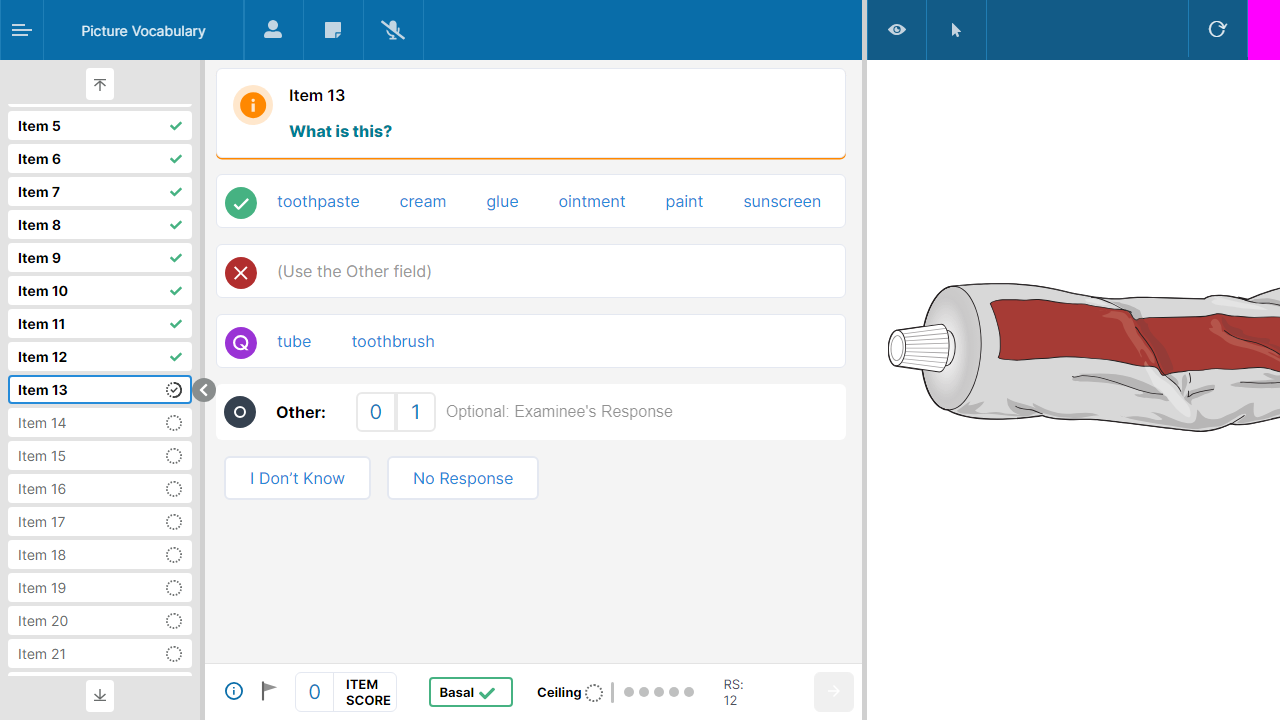 Picture Vocabulary
Item 5
Item 6
Item 7
Item 8
Item 9
Item 10
Item 11
Item 12
Item 13
Item 14
Item 15
Item 16
Item 17
Item 18
Item 19
Item 20
Item 21
Item 13
What is this?
toothpaste cream glue ointment paint sunscreen
(Use the Other field)
Q tube toothbrush
Other: 0 1 Optional: Examinee's Response
I Don’t Know No Response
0 ITEM SCORE Basal Ceiling RS: 12